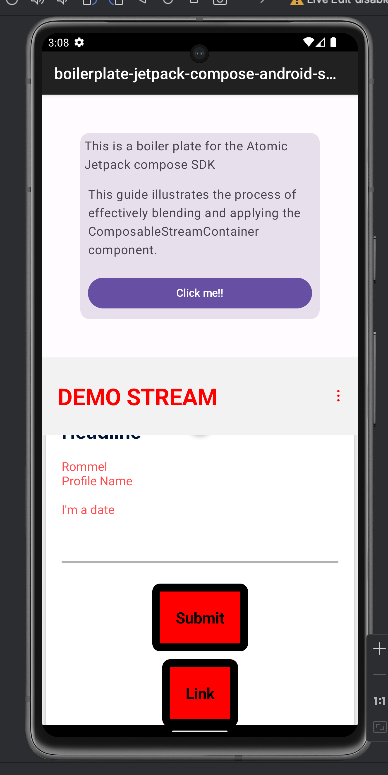 Live Edit disable
3:08
boilerplate-jetpack-compose-android-s...
This is a boiler plate for the Atomic
Jetpack compose SDK
This guide illustrates the process of
effectively blending and applying the
ComposableStreamContainer
component.
Click me!!
DEMO STREAM
Headline
Rommel
Profile Name
I'm a date
Submit
Link
1:1